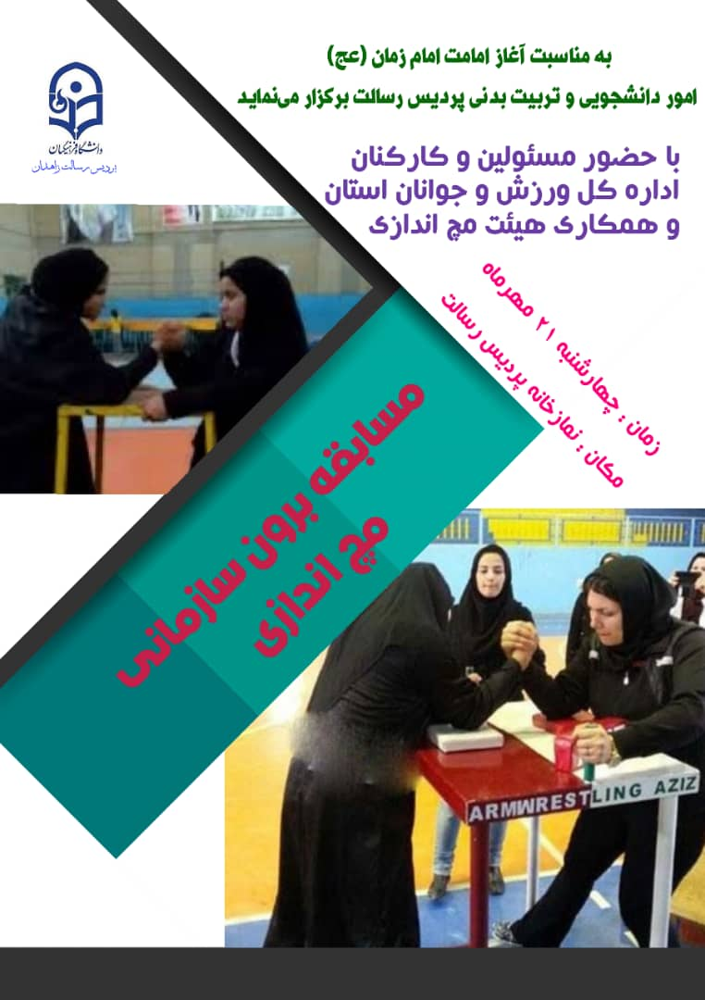 به مناسبت آغاز امامت امام زمان (عج)
امور دانشجویی و تربیت بدنی پردیس رسالت برگزار می‌نماید
دانشگاه فرهنگیان
پردیس رسالت زاهدان
با حضور مسئولین و کارکنان
اداره کل ورزش و جوانان استان
و همکاری هیئت مچ اندازی
زمان : چهارشنبه ۲۱ مهرماه
مکان : نمازخانه پردیس رسالت
مسابقه برون سازمانی
مچ اندازی
ARMWRESTLING AZIZ